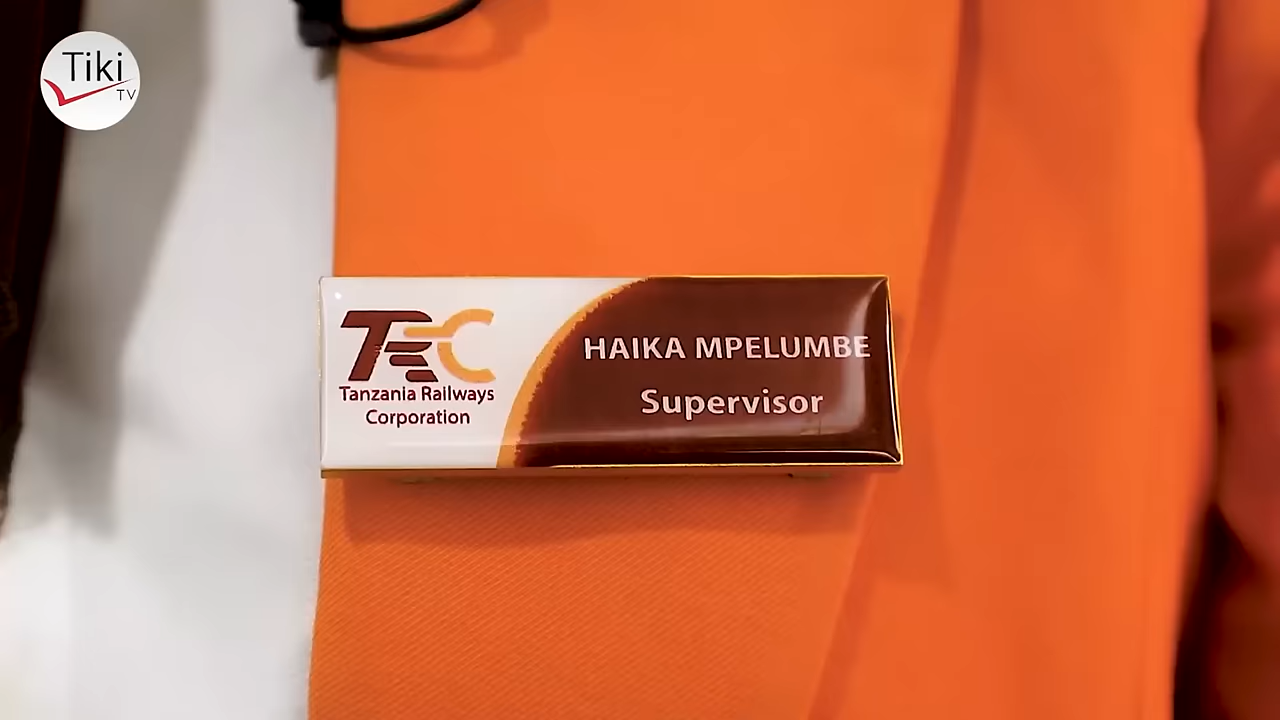 Tiki
TV
TRC
Tanzania Railways
Corporation
HAIKA MPELUMBE
Supervisor